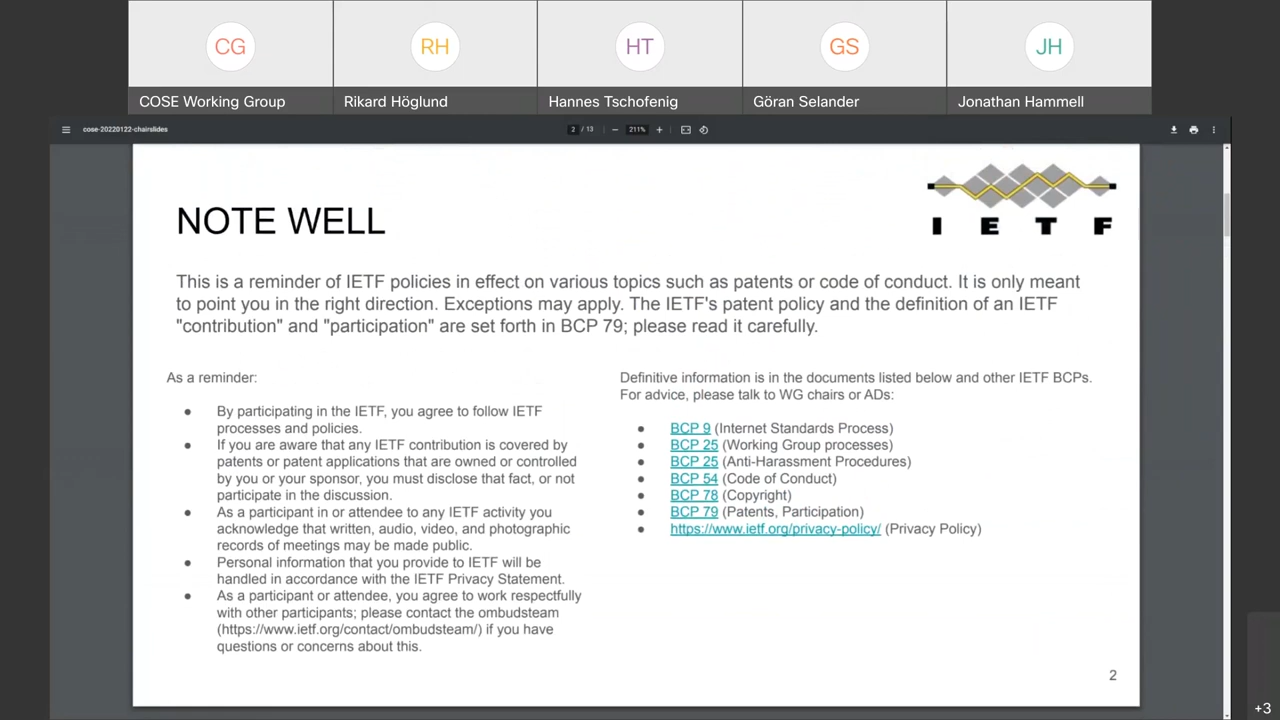 CG
RH
HT
GS
JH
COSE Working Group
Rikard Höglund
Hannes Tschofenig
Göran Selander
Jonathan Hammell
cose-20220122-chairslides
2 / 13
211%
NOTE WELL
I E T F
This is a reminder of IETF policies in effect on various topics such as patents or code of conduct. It is only meant
to point you in the right direction. Exceptions may apply. The IETF's patent policy and the definition of an IETF
"contribution" and "participation" are set forth in BCP 79; please read it carefully.
As a reminder:
● By participating in the IETF, you agree to follow IETF
processes and policies.
● If you are aware that any IETF contribution is covered by
patents or patent applications that are owned or controlled
by you or your sponsor, you must disclose that fact, or not
participate in the discussion.
● As a participant in or attendee to any IETF activity you
acknowledge that written, audio, video, and photographic
records of meetings may be made public.
● Personal information that you provide to IETF will be
handled in accordance with the IETF Privacy Statement.
● As a participant or attendee, you agree to work respectfully
with other participants; please contact the ombudsteam
(https://www.ietf.org/contact/ombudsteam/) if you have
questions or concerns about this.
Definitive information is in the documents listed below and other IETF BCPs.
For advice, please talk to WG chairs or ADs:
● BCP 9 (Internet Standards Process)
● BCP 25 (Working Group processes)
● BCP 25 (Anti-Harassment Procedures)
● BCP 54 (Code of Conduct)
● BCP 78 (Copyright)
● BCP 79 (Patents, Participation)
● https://www.ietf.org/privacy-policy/ (Privacy Policy)
2
+3